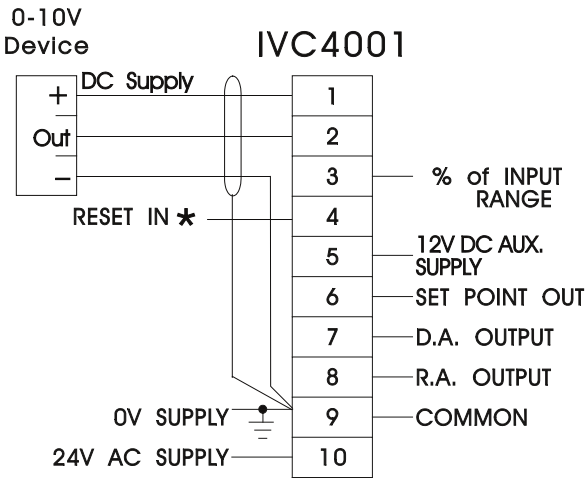 0-10V
Device
IVC4001
+ DC Supply
Out
−
1
2
3
4
5
6
7
8
9
10
% of INPUT
RANGE
RESET IN *
12V DC AUX.
SUPPLY
SET POINT OUT
D.A. OUTPUT
R.A. OUTPUT
0V SUPPLY
COMMON
24V AC SUPPLY